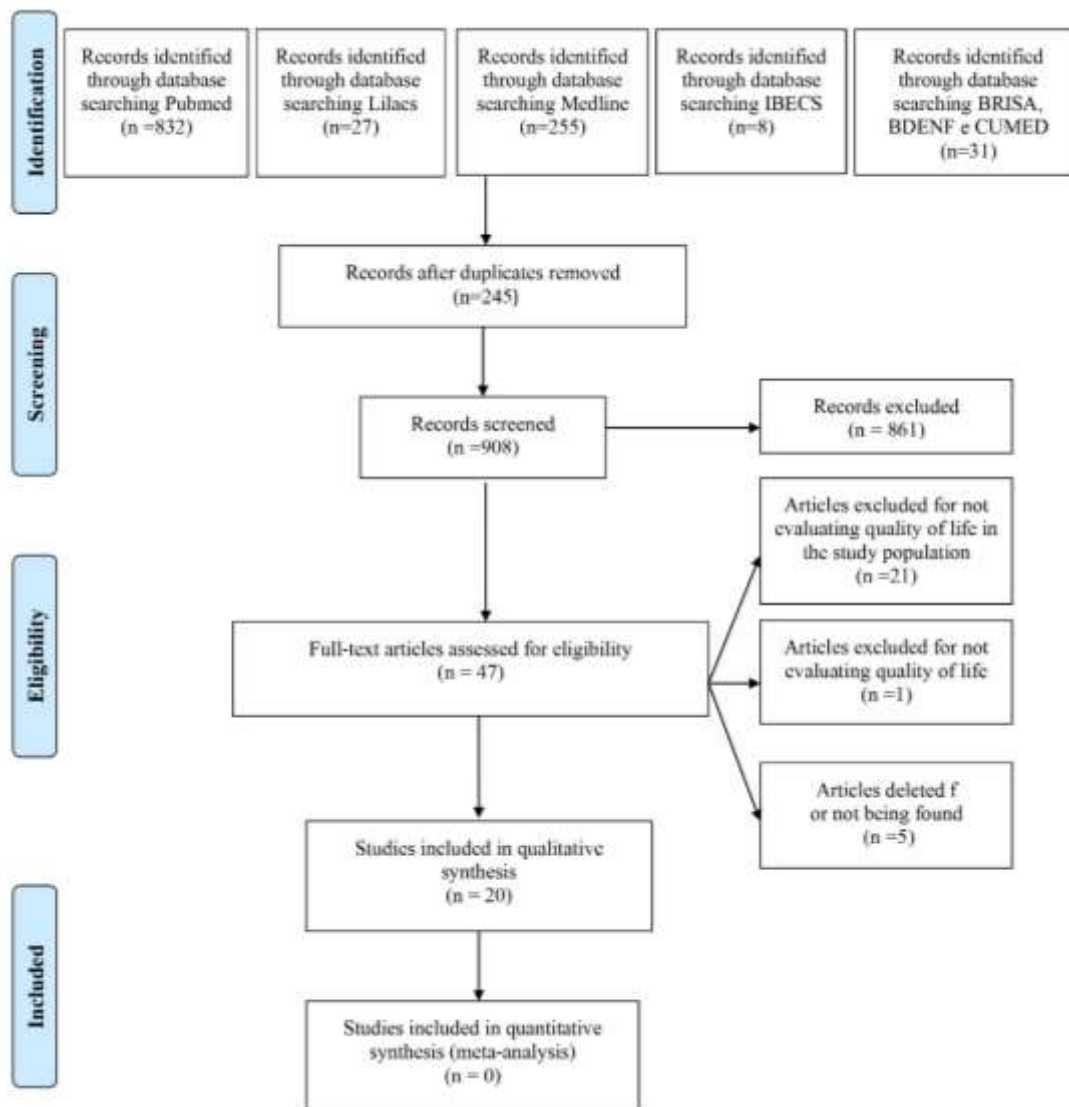 Identification
Records identified
through database
searching Pubmed
(n =832)
Records identified
through database
searching Lilacs
(n=27)
Records identified
through database
searching Medline
(n=255)
Records identified
through database
searching IBECS
(n=8)
Records identified
through database
searching BRISA,
BDENF e CUMED
(n=31)
Screening
Records after duplicates removed
(n=245)
Records screened
(n =908)
Records excluded
(n = 861)
Eligibility
Full-text articles assessed for eligibility
(n = 47)
Articles excluded for not
evaluating quality of life in
the study population
(n =21)
Articles excluded for not
evaluating quality of life
(n =1)
Articles deleted f
or not being found
(n =5)
Included
Studies included in qualitative
synthesis
(n = 20)
Studies included in quantitative
synthesis (meta-analysis)
(n = 0)